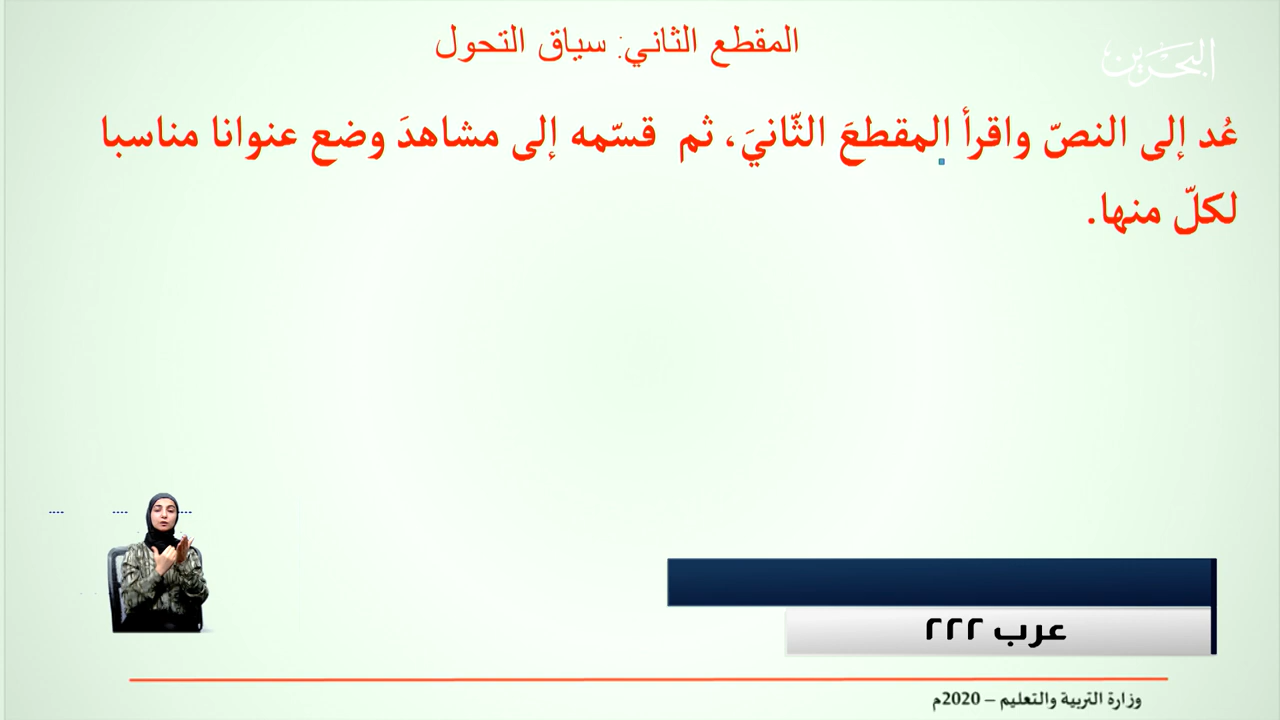 المقطع الثاني: سياق التحول
البحرين
عُد إلى النصّ واقرأ المقطعَ الثّانيَ، ثم قسّمه إلى مشاهدَ وضع عنوانا مناسبا
لكلّ منها.
عرب ٢٢٢
وزارة التربية والتعليم – 2020م